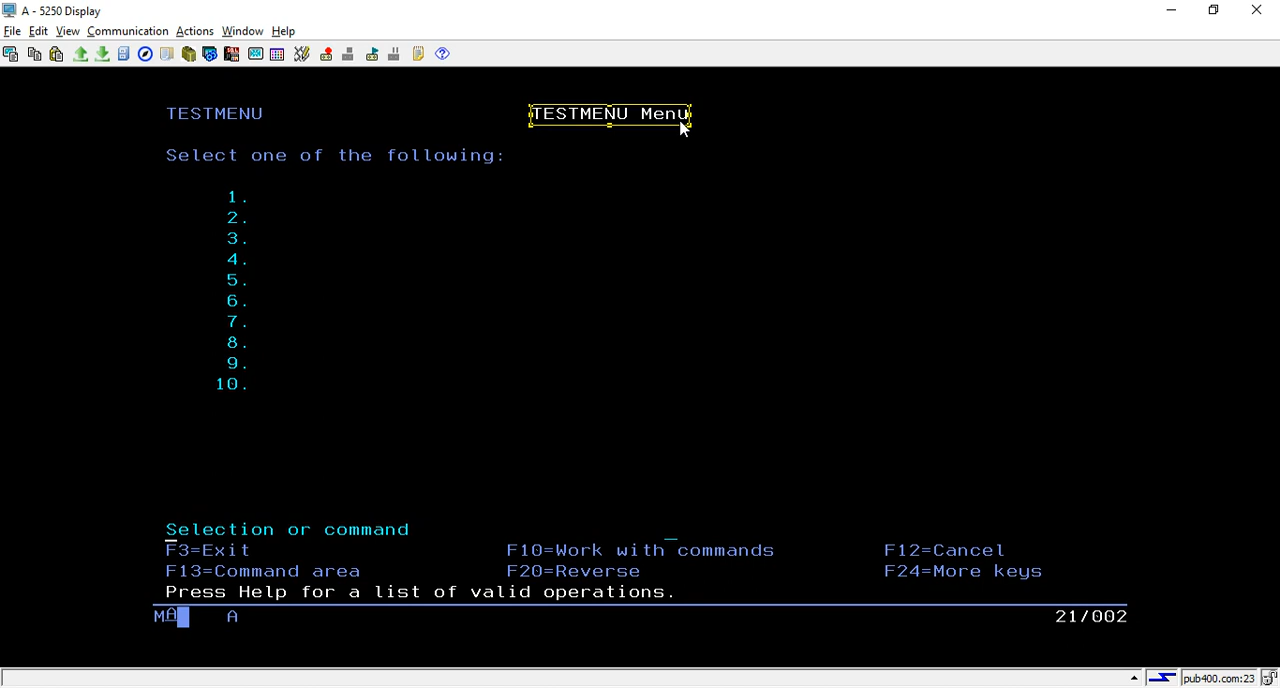 A - 5250 Display
File Edit View Communication Actions Window Help
TESTMENU TESTMENU Menu
Select one of the following:
1.
2.
3.
4.
5.
6.
7.
8.
9.
10.
Selection or command
F3=Exit F10=Work with commands F12=Cancel
F13=Command area F20=Reverse F24=More keys
Press Help for a list of valid operations.
MA A 21/002
pub400.com:23